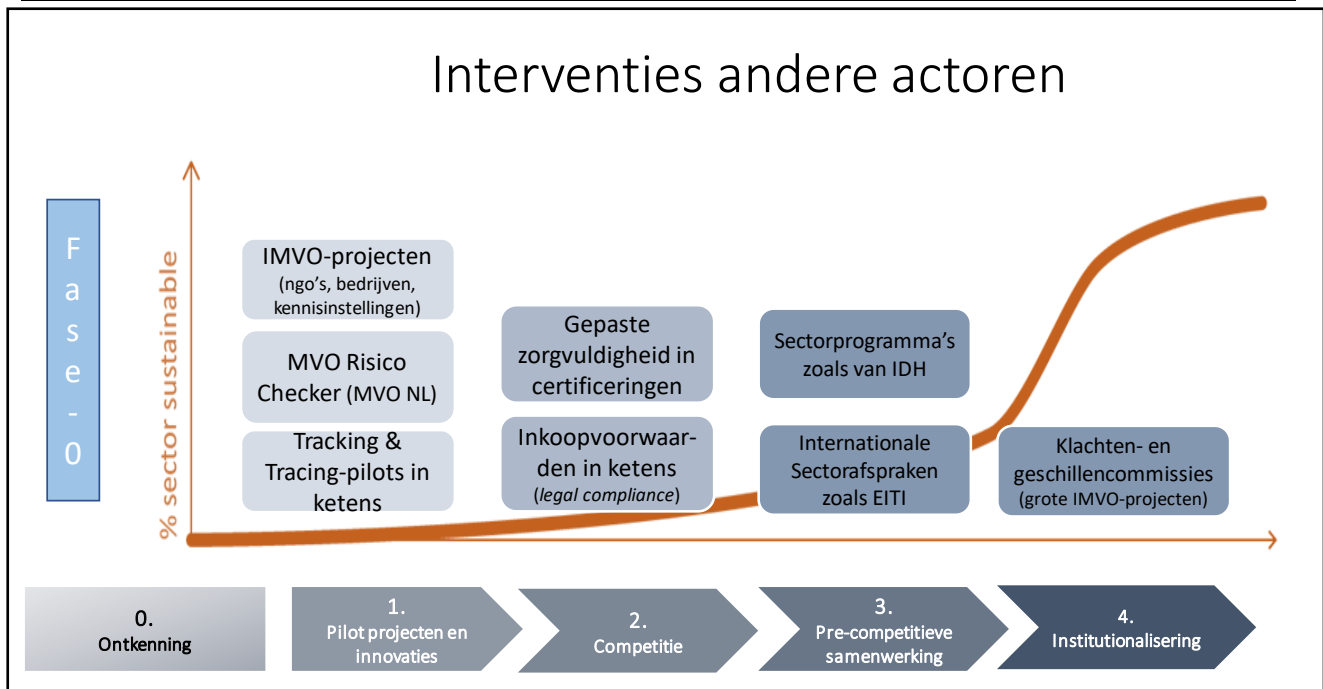 Interventies andere actoren
Fase-0
% sector sustainable
IMVO-projecten
(ngo's, bedrijven,
kennisinstellingen)
MVO Risico
Checker (MVO NL)
Tracking &
Tracing-pilots in
ketens
Gepaste
zorgvuldigheid in
certificeringen
Inkoopvoorwaar-
den in ketens
(legal compliance)
Sectorprogramma's
zoals van IDH
Internationale
Sectorafspraken
zoals EITI
Klachten- en
geschillencommissies
(grote IMVO-projecten)
0.
Ontkenning
1.
Pilot projecten en
innovaties
2.
Competitie
3.
Pre-competitieve
samenwerking
4.
Institutionalisering